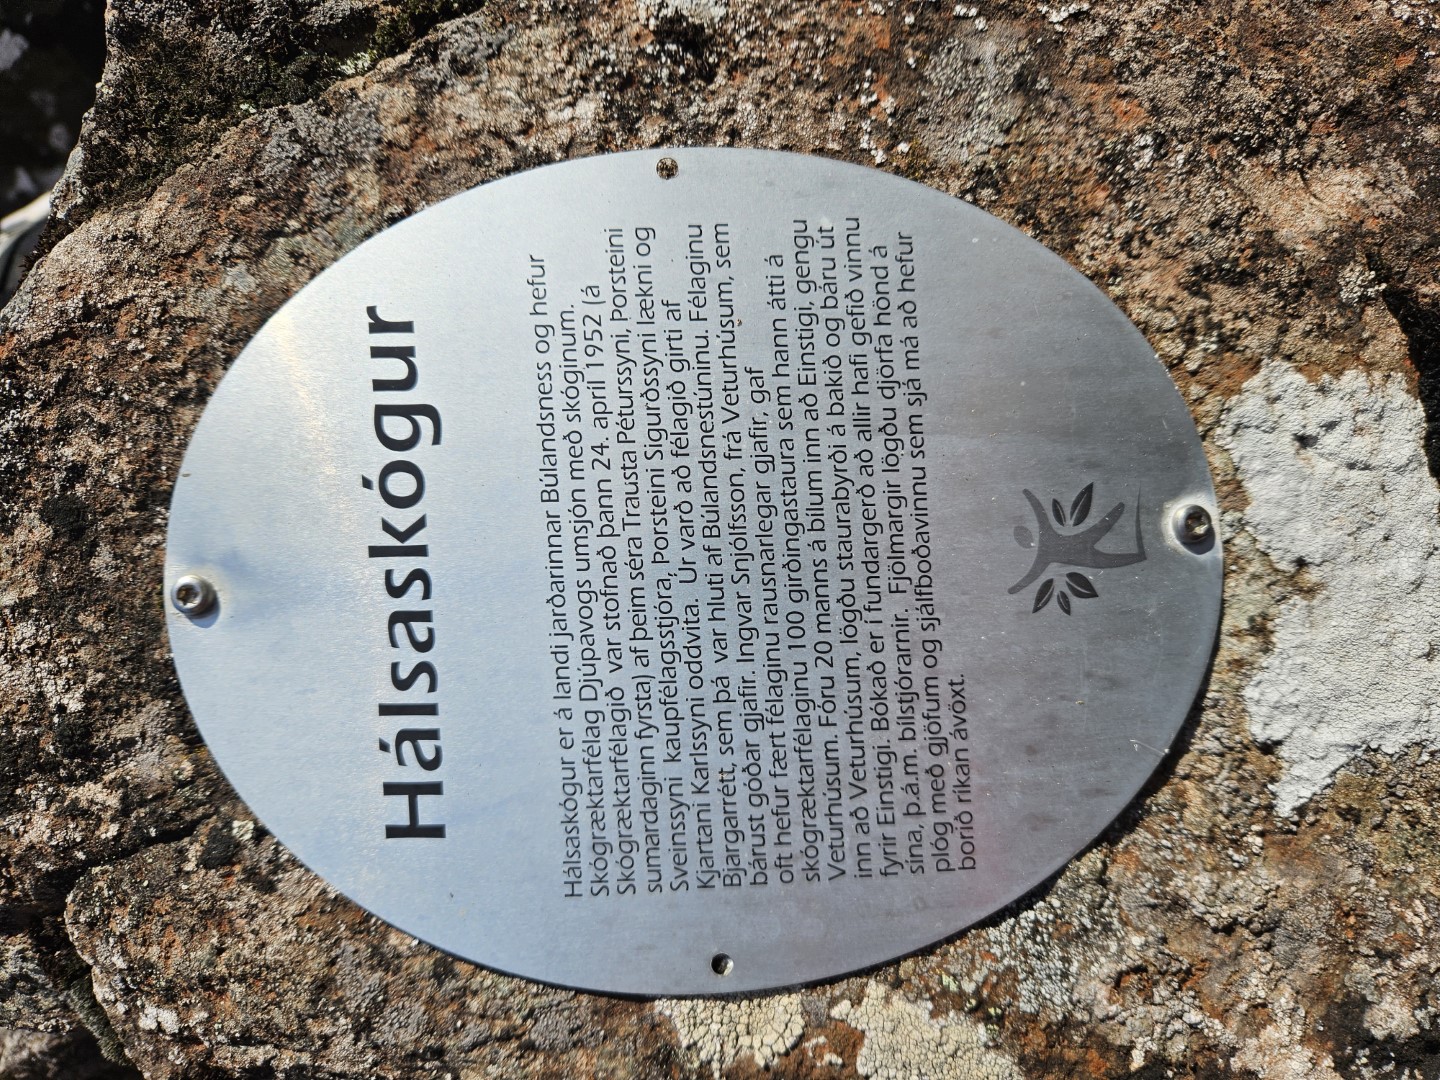 Hálsaskógur
Hálsaskógur er á landi jarðarinnar Búlandsness og hefur
Skógræktarfélag Djúpavogs umsjón með skóginum.
Skógræktarfélagið var stofnað þann 24. apríl 1952 (á
sumardaginn fyrsta) af þeim séra Trausta Péturssyni, Þorsteini
Sveinssyni kaupfélagsstjóra, Þorsteini Sigurðssyni lækni og
Kjartani Karlssyni oddvita. Úr varð að félagið girti af
Bjargarrétt, sem þá var hluti af Búlandsnestúninu. Félaginu
bárust góðar gjafir. Ingvar Snjólfsson, frá Veturhúsum, sem
oft hefur fært félaginu rausnarlegar gjafir, gaf
skógræktarfélaginu 100 girðingastaura sem hann átti á
Veturhúsum. Fóru 20 manns á bílum inn að Einstigi, gengu
inn að Veturhúsum, lögðu staurabyrði á bakið og báru út
fyrir Einstigi. Bókað er í fundargerð að allir hafi gefið vinnu
sína, þ.á.m. bílstjórarnir. Fjölmargir lögðu djörfa hönd á
plóg með gjöfum og sjálfboðavinnu sem sjá má að hefur
borið ríkan ávöxt.